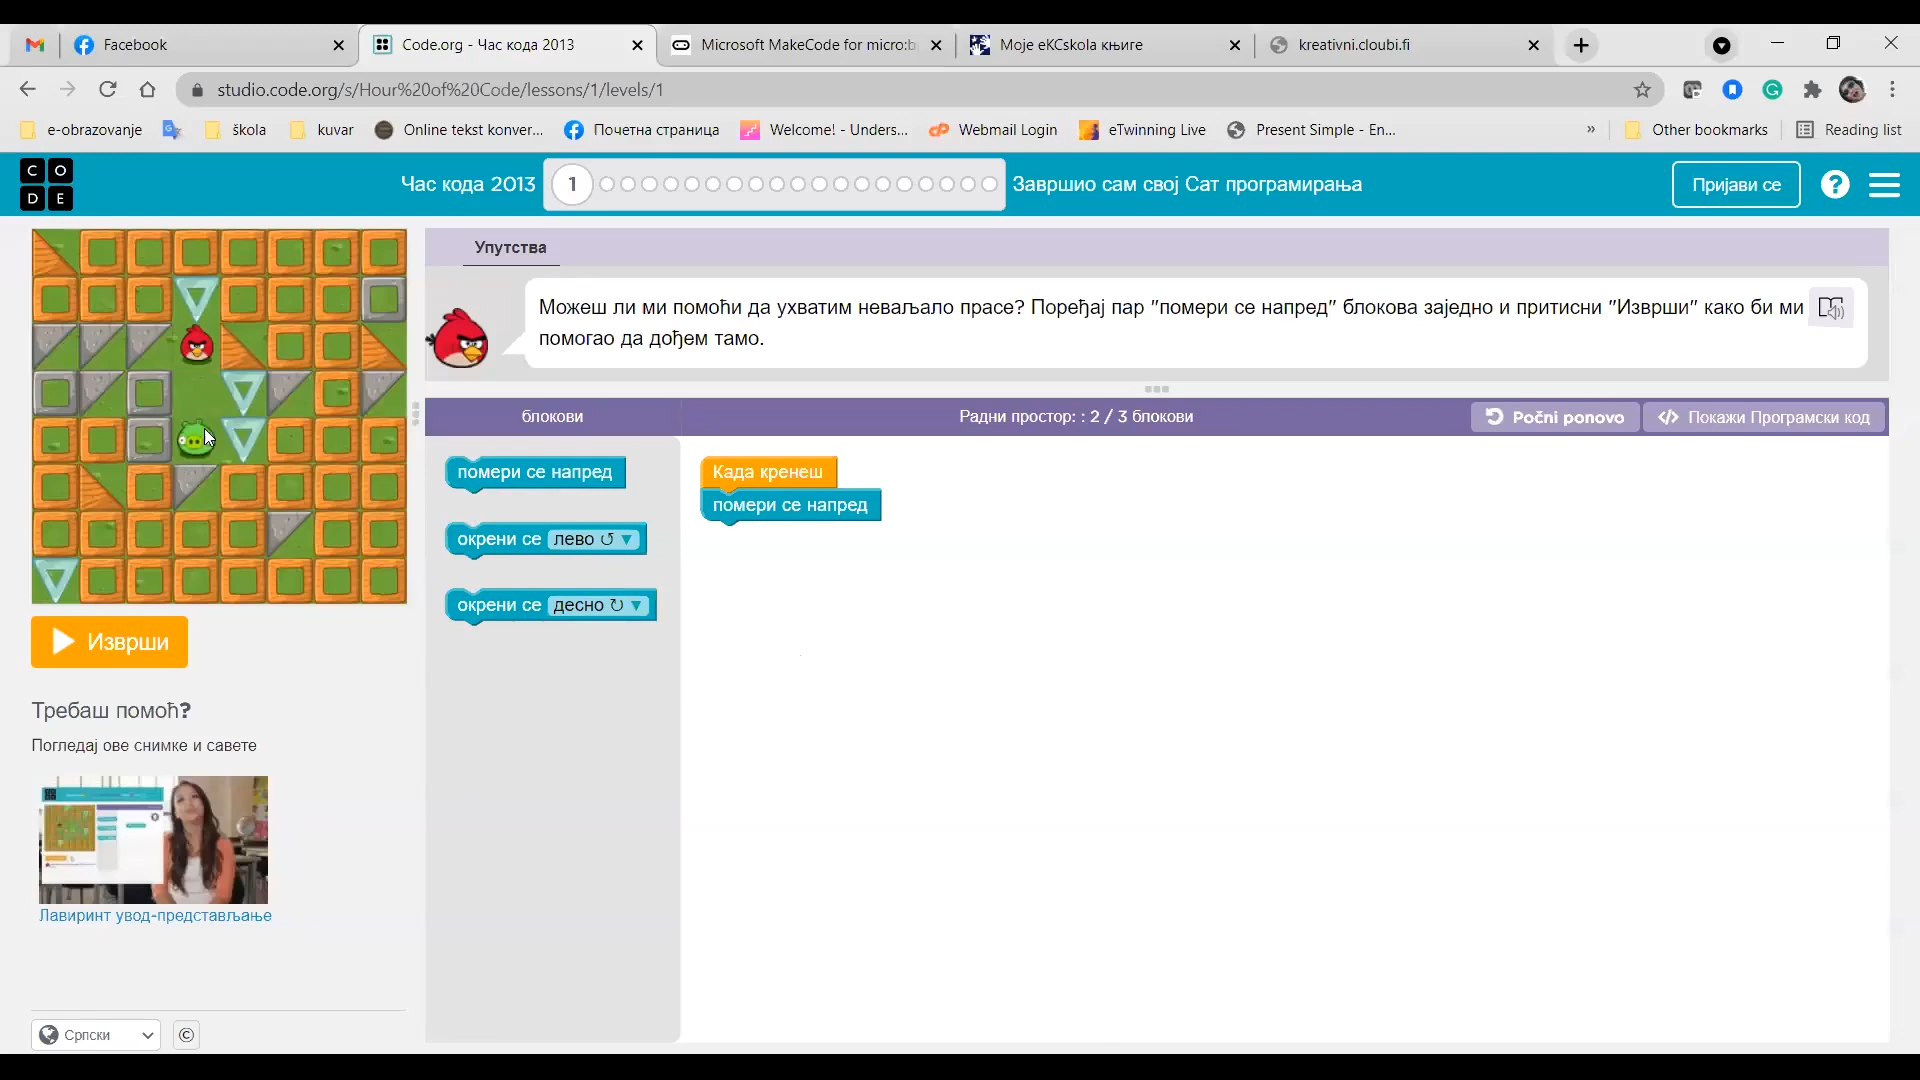 Facebook
Code.org - Час кода 2013
Microsoft MakeCode for micro:b
Моје еКСskola књиге
kreativni.cloubi.fi
studio.code.org/s/Hour%20of%20Code/lessons/1/levels/1
e-obrazovanje
škola
kuvar
Online tekst konver...
Почетна страница
Welcome! - Unders...
Webmail Login
eTwinning Live
Present Simple - En...
»
Other bookmarks
Reading list
C O D E
Час кода 2013
1
Завршио сам свој Сат програмирања
Пријави се
?
Упутства
Можеш ли ми помоћи да ухватим неваљало прасе? Поређај пар "помери се напред" блокова заједно и притисни "Изврши" како би ми
помогао да дођем тамо.
блокови
Радни простор: : 2 / 3 блокови
Počni ponovo
Покажи Програмски код
помери се напред
окрени се лево ↺ ▼
окрени се десно ↻ ▼
Када кренеш
помери се напред
Изврши
Требаш помоћ?
Погледај ове снимке и савете
Лавиринт увод-представљање
Српски
©